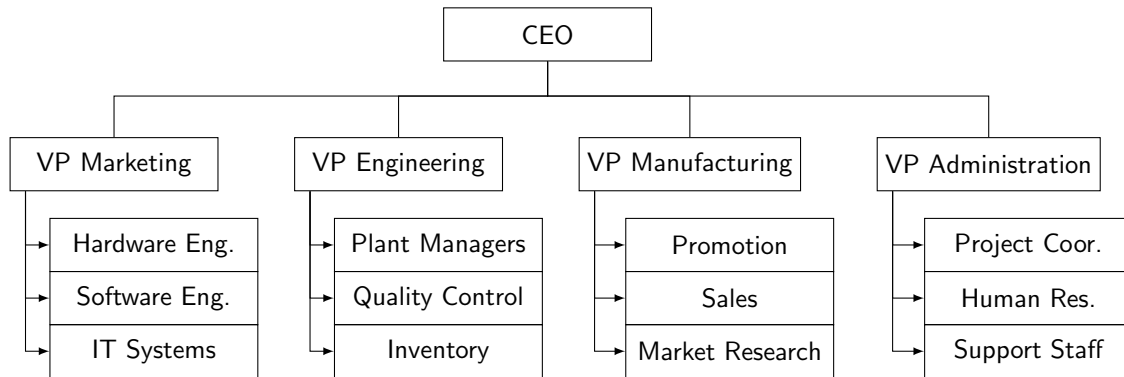 CEO
VP Marketing
VP Engineering
VP Manufacturing
VP Administration
Hardware Eng.
Plant Managers
Promotion
Project Coor.
Software Eng.
Quality Control
Sales
Human Res.
IT Systems
Inventory
Market Research
Support Staff